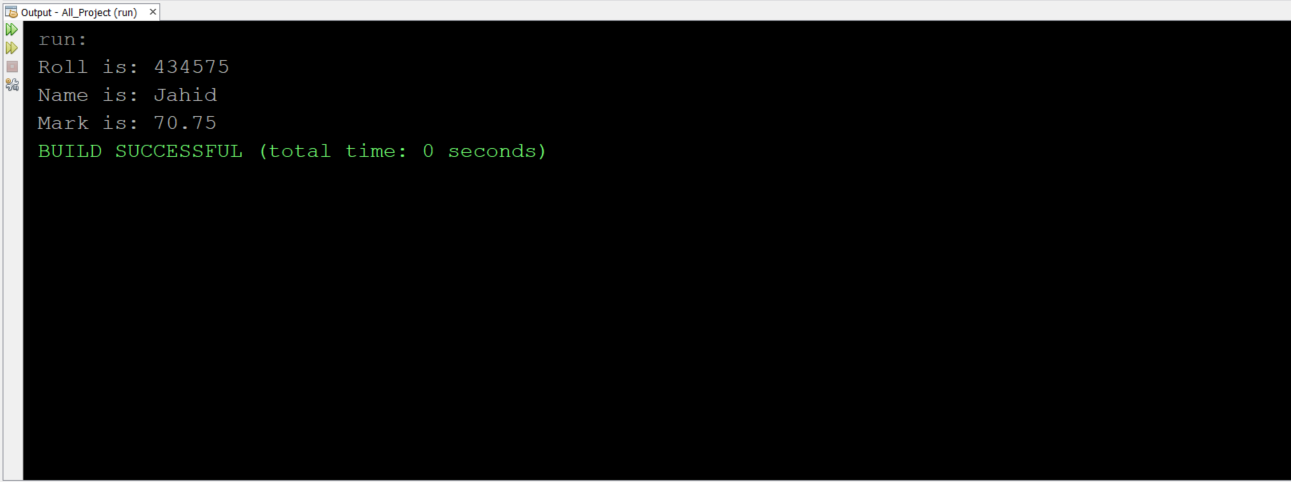 Output - All_Project (run)
run:
Roll is: 434575
Name is: Jahid
Mark is: 70.75
BUILD SUCCESSFUL (total time: 0 seconds)